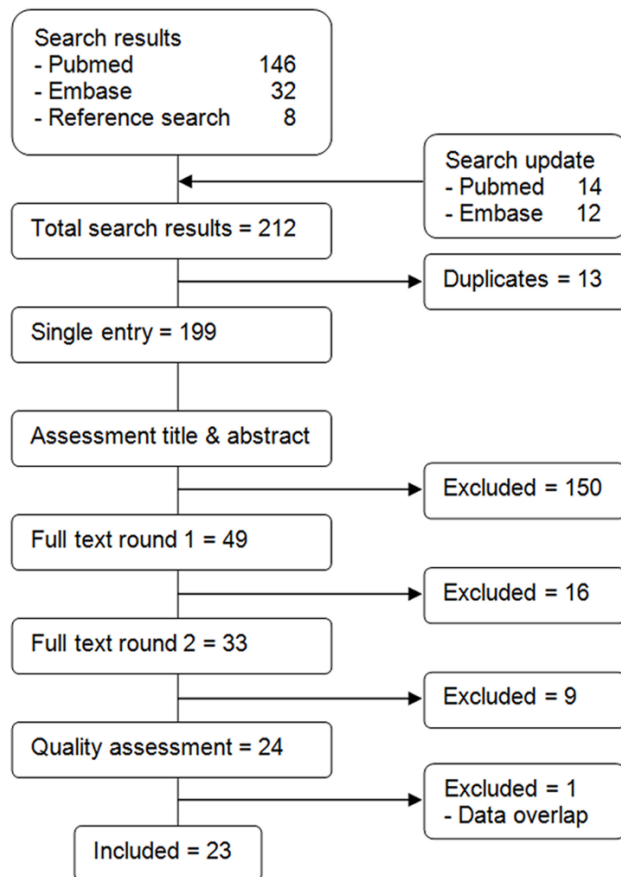 Search results
- Pubmed 146
- Embase 32
- Reference search 8
Search update
- Pubmed 14
- Embase 12
Total search results = 212
Duplicates = 13
Single entry = 199
Assessment title & abstract
Excluded = 150
Full text round 1 = 49
Excluded = 16
Full text round 2 = 33
Excluded = 9
Quality assessment = 24
Excluded = 1
- Data overlap
Included = 23